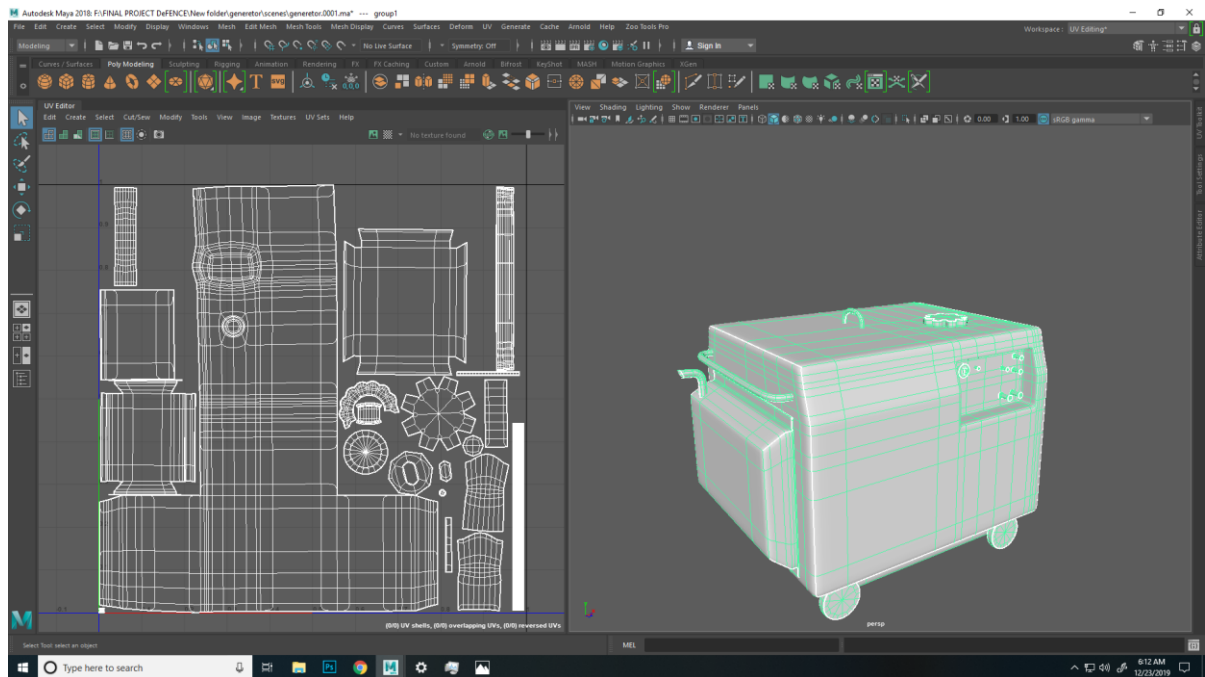 Autodesk Maya 2018: F:\FINAL PROJECT DeFENCE\New folder\generetor\scenes\generetor.0001.ma* --- group1
File Edit Create Select Modify Display Windows Mesh Edit Mesh Mesh Tools Mesh Display Curves Surfaces Deform UV Generate Cache Arnold Help Zoo Tools Pro
Workspace: UV Editing*
Modeling
No Live Surface
Symmetry: Off
Sign In
Curves / Surfaces Poly Modeling Sculpting Rigging Animation Rendering FX FX Caching Custom Arnold Bifrost KeyShot MASH Motion Graphics XGen
UV Editor
Edit Create Select Cut/Sew Modify Tools View Image Textures UV Sets Help
No texture found
View Shading Lighting Show Renderer Panels
0.00 1.00 sRGB gamma
UV Toolkit
Tool Settings
Attribute Editor
(0/0) UV shells, (0/0) overlapping UVs, (0/0) reversed UVs
persp
Select Tool: select an object
MEL
Type here to search
6:12 AM
12/23/2019